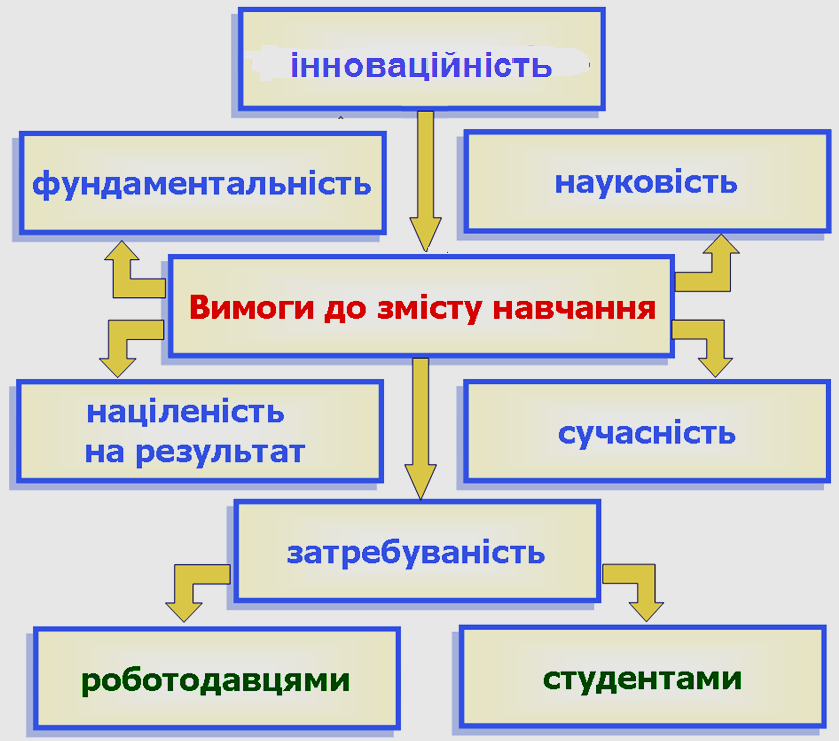 інноваційність
фундаментальність
науковість
Вимоги до змісту навчання
націленість
на результат
сучасність
затребуваність
роботодавцями
студентами